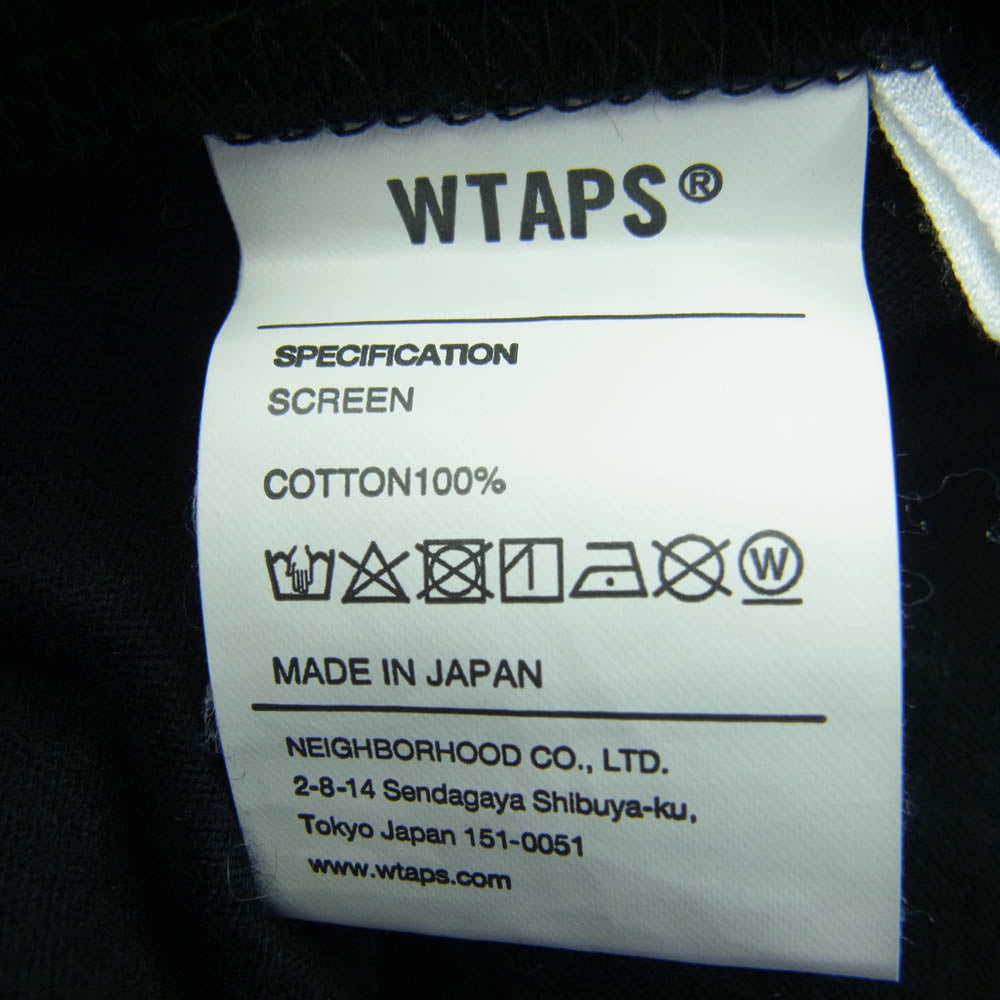 WTAPS®
SPECIFICATION
SCREEN
COTTON100%
W
MADE IN JAPAN
NEIGHBORHOOD CO., LTD.
2-8-14 Sendagaya Shibuya-ku,
Tokyo Japan 151-0051
www.wtaps.com